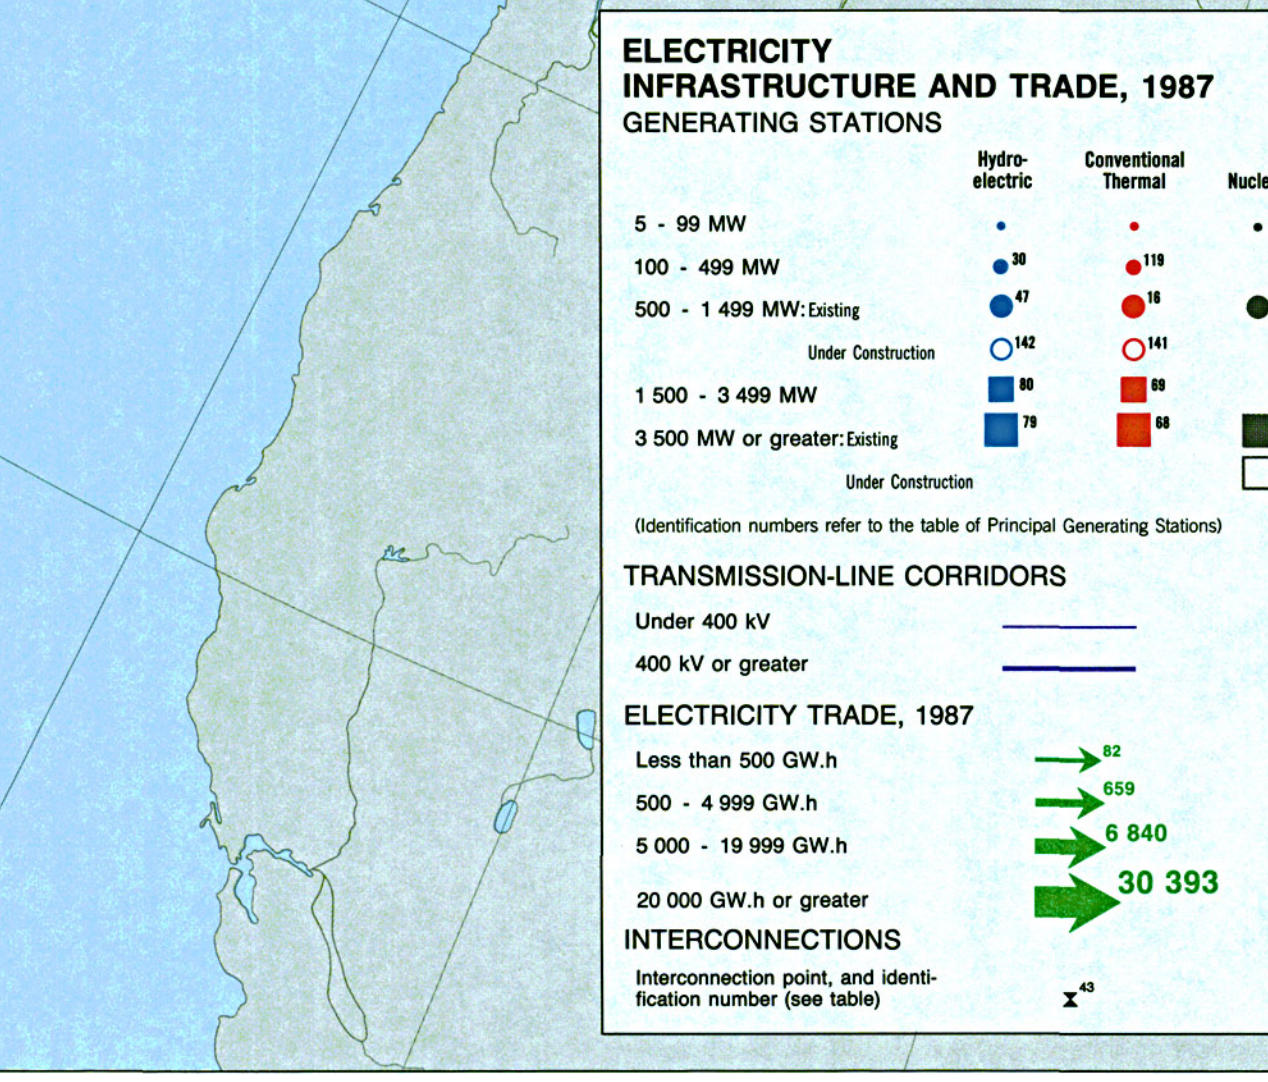 ELECTRICITY
INFRASTRUCTURE AND TRADE, 1987
GENERATING STATIONS
Hydro- Conventional
electric Thermal Nucle
5 - 99 MW
100 - 499 MW 30 119
500 - 1 499 MW: Existing 47 16
Under Construction 142 141
1 500 - 3 499 MW 80 69
3 500 MW or greater: Existing 79 68
Under Construction
(Identification numbers refer to the table of Principal Generating Stations)
TRANSMISSION-LINE CORRIDORS
Under 400 kV
400 kV or greater
ELECTRICITY TRADE, 1987
Less than 500 GW.h 82
500 - 4 999 GW.h 659
5 000 - 19 999 GW.h 6 840
20 000 GW.h or greater 30 393
INTERCONNECTIONS
Interconnection point, and identi-
fication number (see table) 43